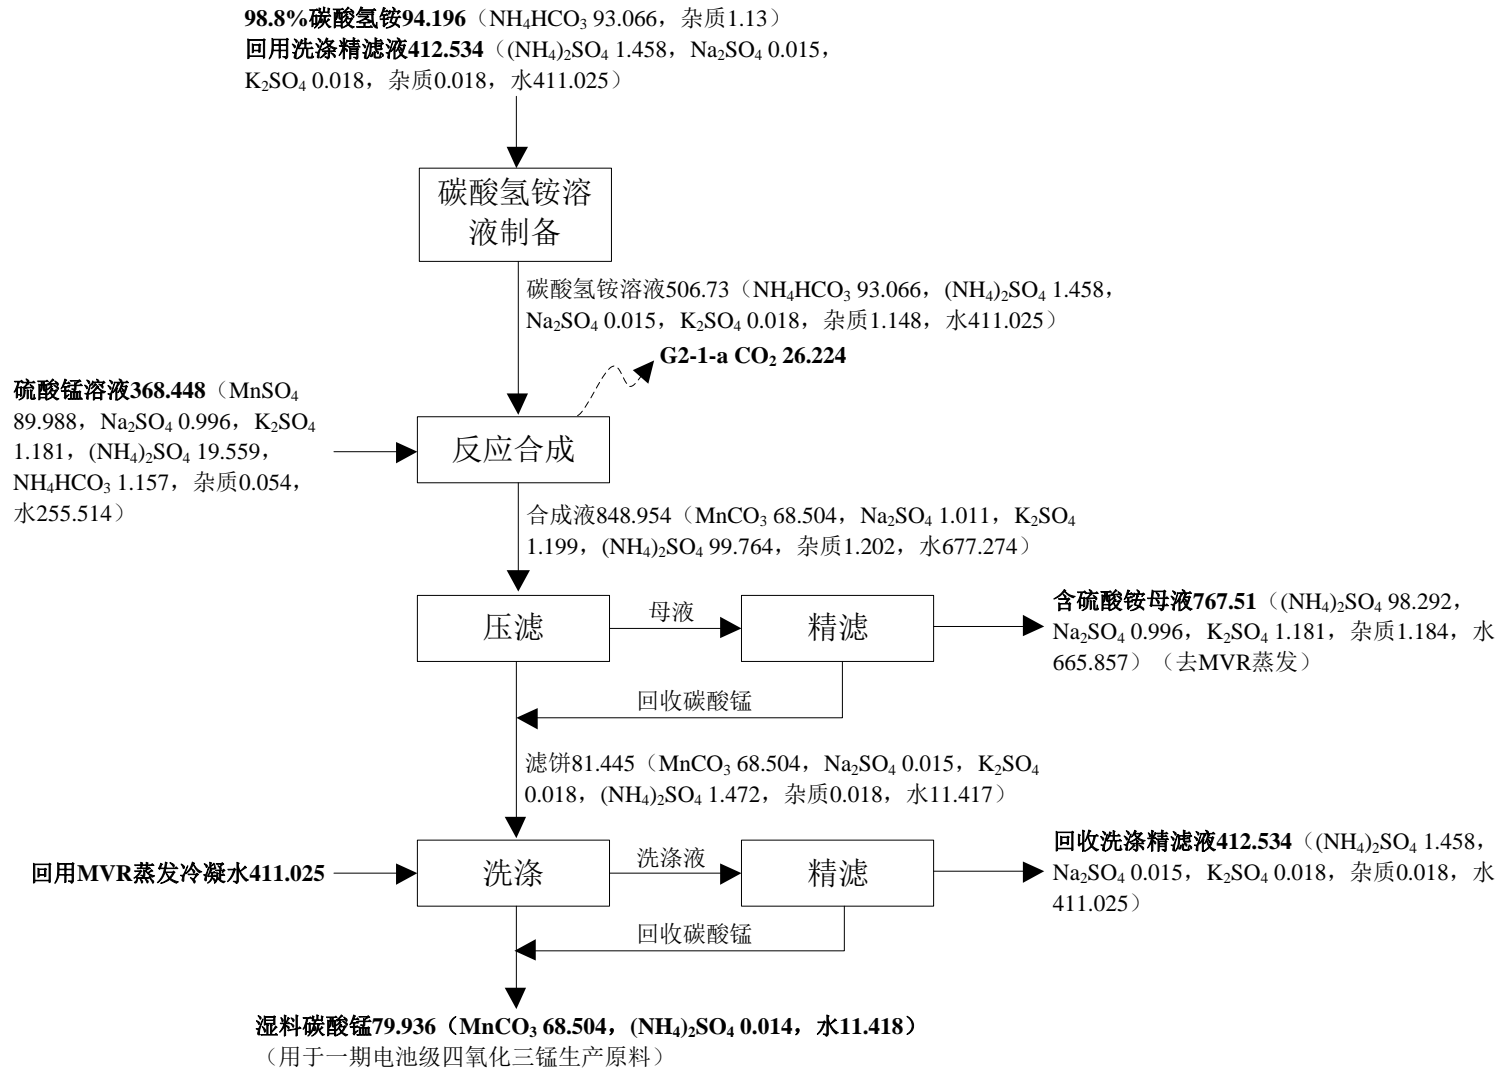 98.8%碳酸氢铵94.196（NH₄HCO₃ 93.066，杂质1.13）
回用洗涤精滤液412.534（(NH₄)₂SO₄ 1.458，Na₂SO₄ 0.015，
K₂SO₄ 0.018，杂质0.018，水411.025）
碳酸氢铵溶
液制备
碳酸氢铵溶液506.73（NH₄HCO₃ 93.066，(NH₄)₂SO₄ 1.458，
Na₂SO₄ 0.015，K₂SO₄ 0.018，杂质1.148，水411.025）
G2-1-a CO₂ 26.224
硫酸锰溶液368.448（MnSO₄
89.988，Na₂SO₄ 0.996，K₂SO₄
1.181，(NH₄)₂SO₄ 19.559，
NH₄HCO₃ 1.157，杂质0.054，
水255.514）
反应合成
合成液848.954（MnCO₃ 68.504，Na₂SO₄ 1.011，K₂SO₄
1.199，(NH₄)₂SO₄ 99.764，杂质1.202，水677.274）
压滤
母液
精滤
含硫酸铵母液767.51（(NH₄)₂SO₄ 98.292，
Na₂SO₄ 0.996，K₂SO₄ 1.181，杂质1.184，水
665.857）（去MVR蒸发）
回收碳酸锰
滤饼81.445（MnCO₃ 68.504，Na₂SO₄ 0.015，K₂SO₄
0.018，(NH₄)₂SO₄ 1.472，杂质0.018，水11.417）
回用MVR蒸发冷凝水411.025
洗涤
洗涤液
精滤
回收洗涤精滤液412.534（(NH₄)₂SO₄ 1.458，
Na₂SO₄ 0.015，K₂SO₄ 0.018，杂质0.018，水
411.025）
回收碳酸锰
湿料碳酸锰79.936（MnCO₃ 68.504，(NH₄)₂SO₄ 0.014，水11.418）
（用于一期电池级四氧化三锰生产原料）